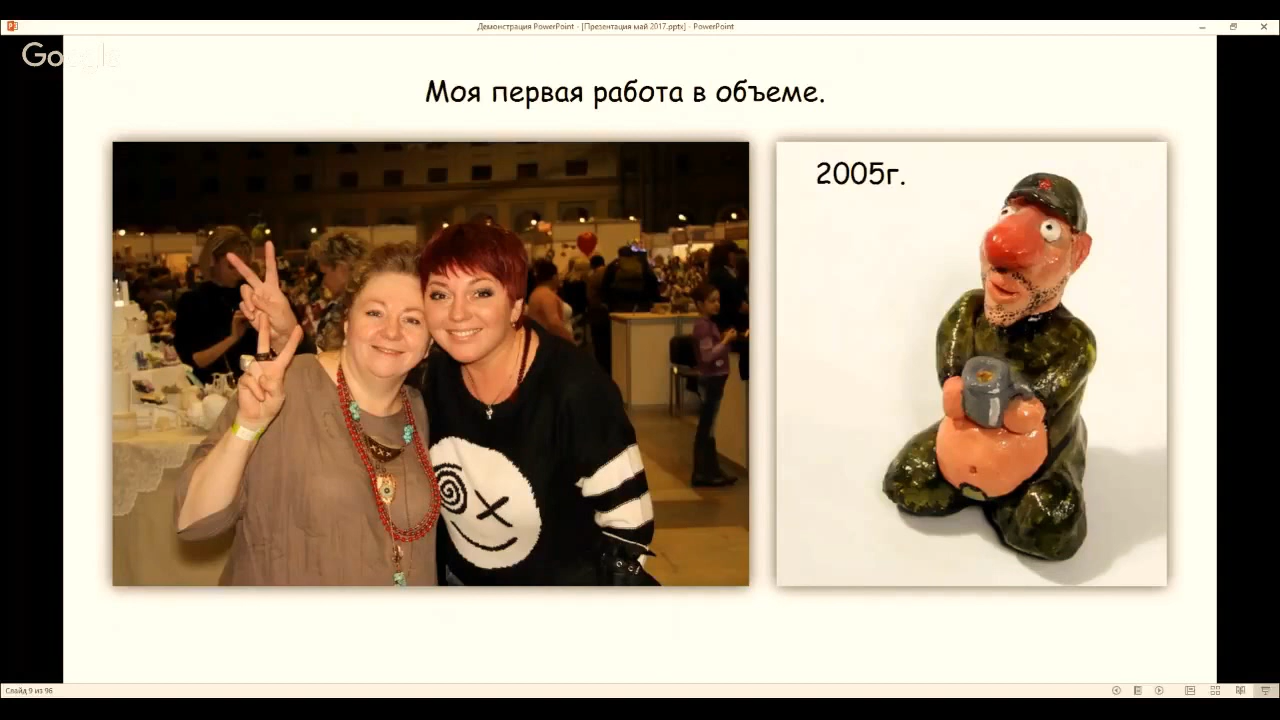 Демонстрация PowerPoint - [Презентация май 2017.pptx] - PowerPoint
Google
Моя первая работа в объеме.
2005г.
Слайд 9 из 96